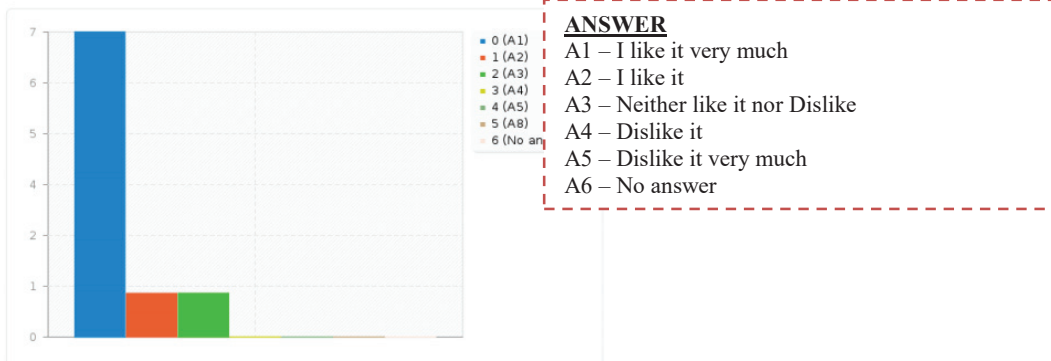 7
6
5
4
2
1
0
0 (A1)
1 (A2)
2 (A3)
3 (A4)
4 (A5)
5 (A8)
6 (No an
ANSWER
A1 – I like it very much
A2 – I like it
A3 – Neither like it nor Dislike
A4 – Dislike it
A5 – Dislike it very much
A6 – No answer